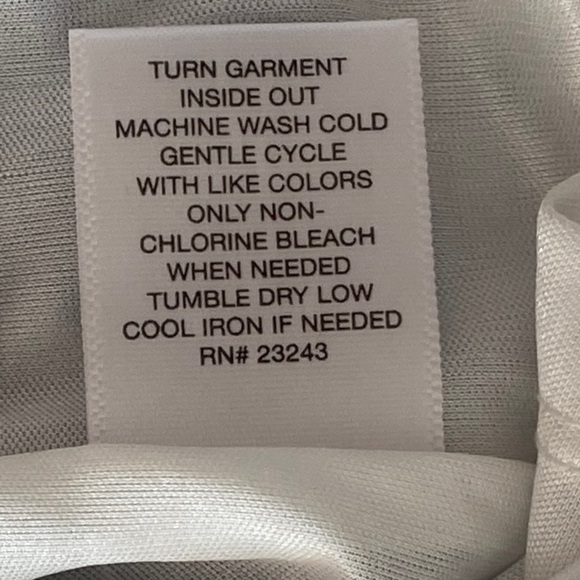 TURN GARMENT
INSIDE OUT
MACHINE WASH COLD
GENTLE CYCLE
WITH LIKE COLORS
ONLY NON-
CHLORINE BLEACH
WHEN NEEDED
TUMBLE DRY LOW
COOL IRON IF NEEDED
RN# 23243